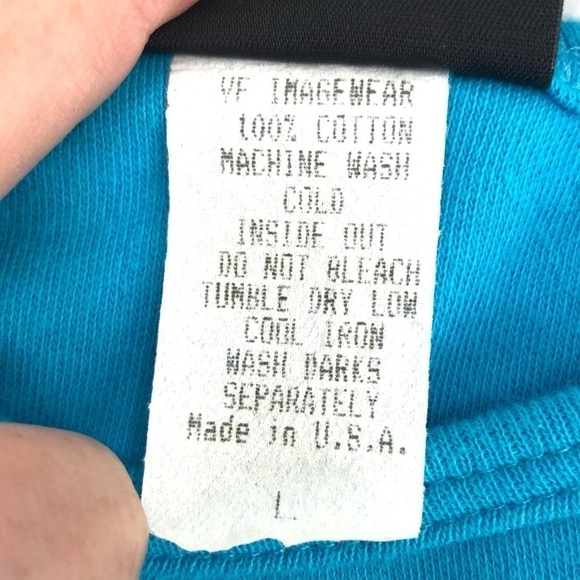 VF IMAGEWEAR
100% COTTON
MACHINE WASH
COLD
INSIDE OUT
DO NOT BLEACH
TUMBLE DRY LOW
COOL IRON
WASH DARKS
SEPARATELY
Made in U.S.A.
L